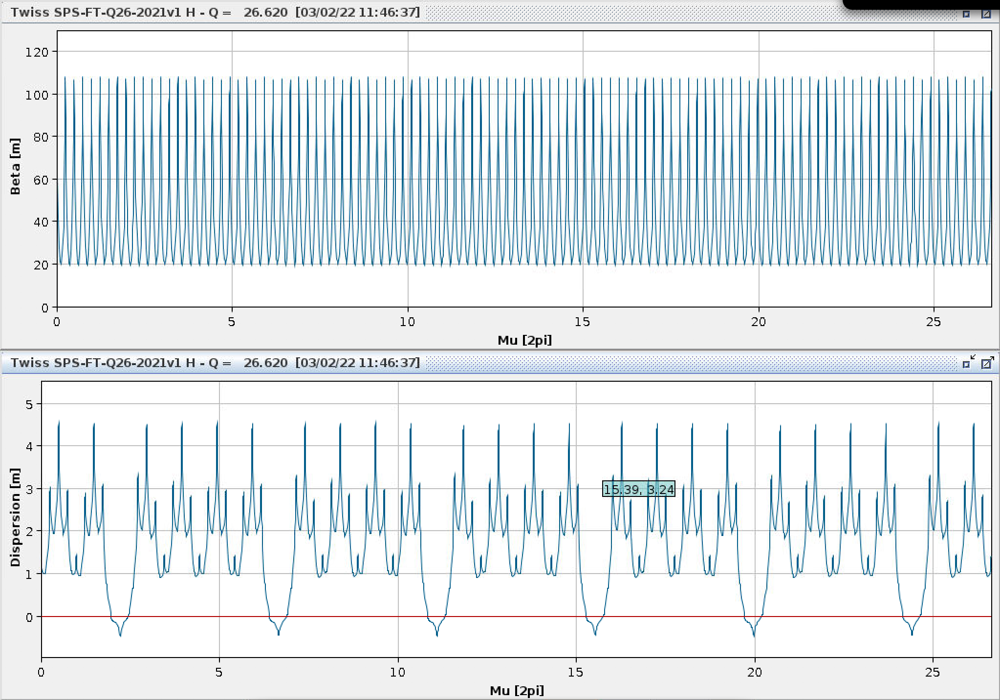 Twiss SPS-FT-Q26-2021v1 H - Q = 26.620 [03/02/22 11:46:37]
120
100
80
60
40
20
0
Beta [m]
0 5 10 15 20 25
Mu [2pi]
Twiss SPS-FT-Q26-2021v1 H - Q = 26.620 [03/02/22 11:46:37]
5
4
3
2
1
0
Dispersion [m]
15.39, 3.24
0 5 10 15 20 25
Mu [2pi]